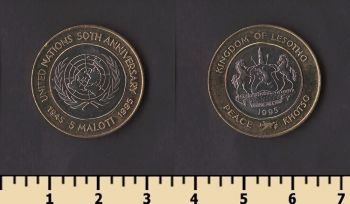 UNITED NATIONS 50TH ANNIVERSARY
1945 5 MALOTI 1995
KINGDOM OF LESOTHO
1995
PEACE KHOTSO
1 2 3 4 5 6 7